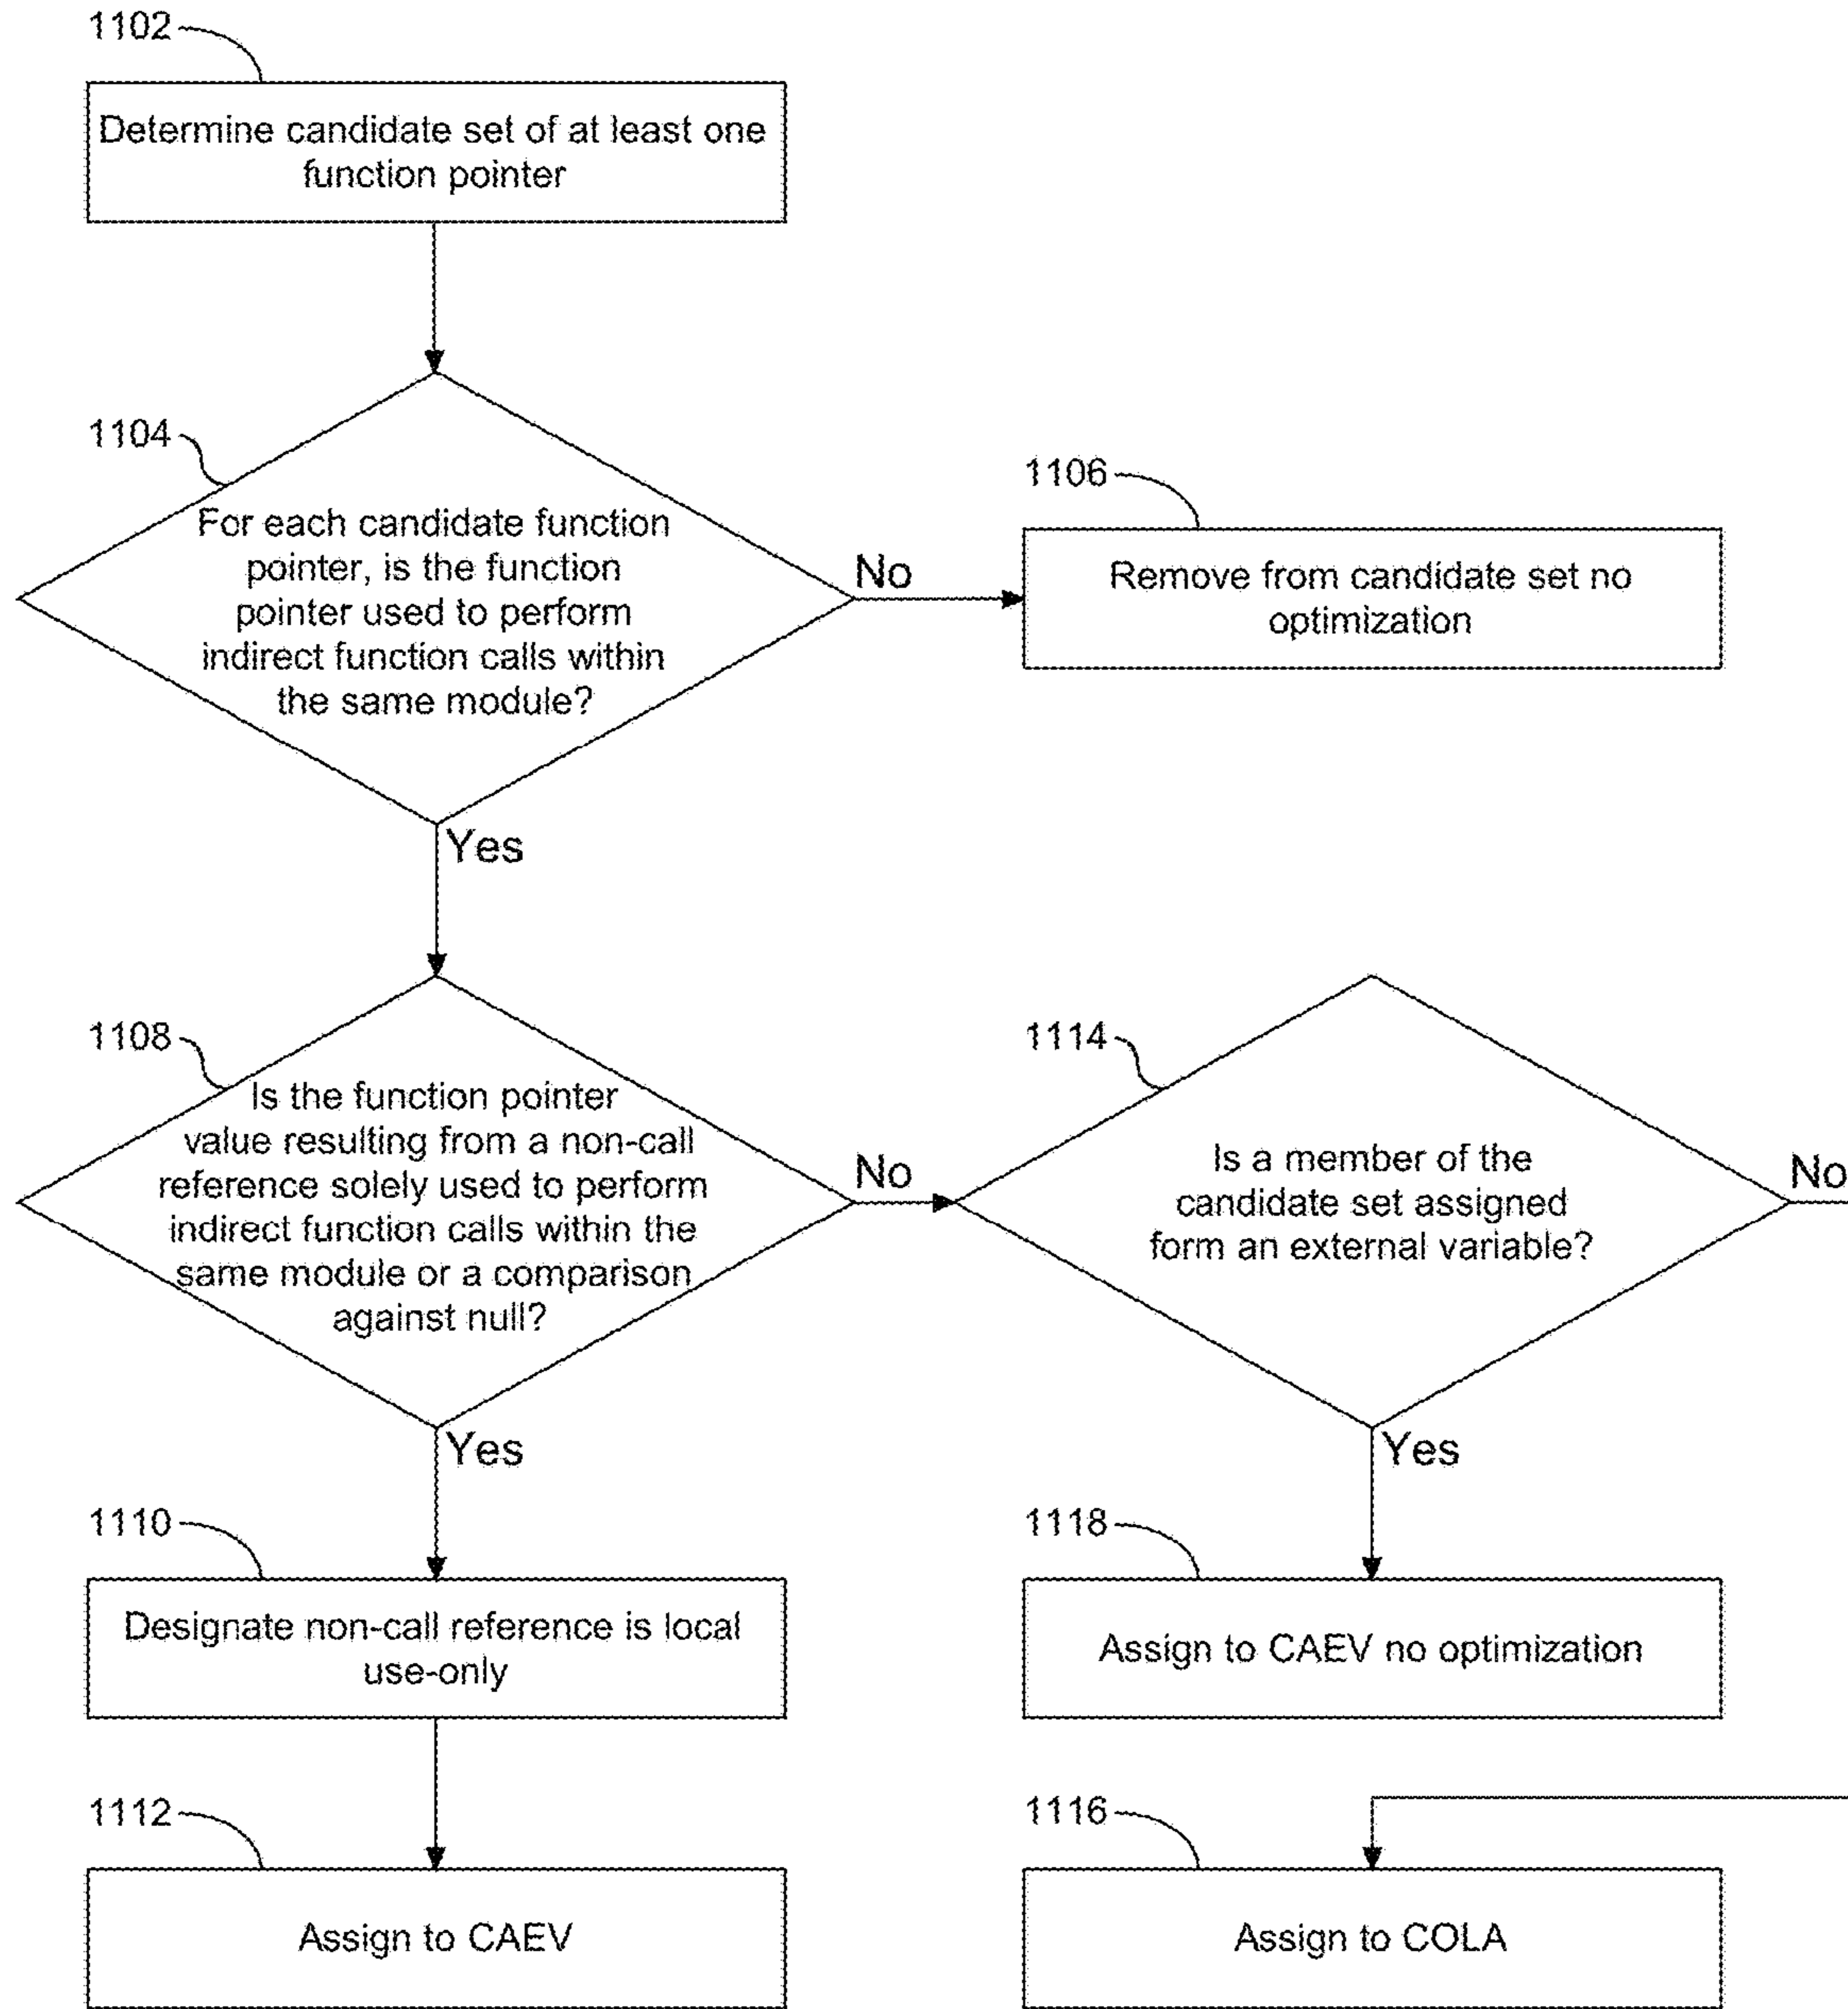 1102
Determine candidate set of at least one
function pointer
1104
For each candidate function
pointer, is the function
pointer used to perform
indirect function calls within
the same module?
No
1106
Remove from candidate set no
optimization
Yes
1108
Is the function pointer
value resulting from a non-call
reference solely used to perform
indirect function calls within the
same module or a comparison
against null?
No
1114
Is a member of the
candidate set assigned
form an external variable?
No
Yes
Yes
1110
Designate non-call reference is local
use-only
1118
Assign to CAEV no optimization
1112
Assign to CAEV
1116
Assign to COLA